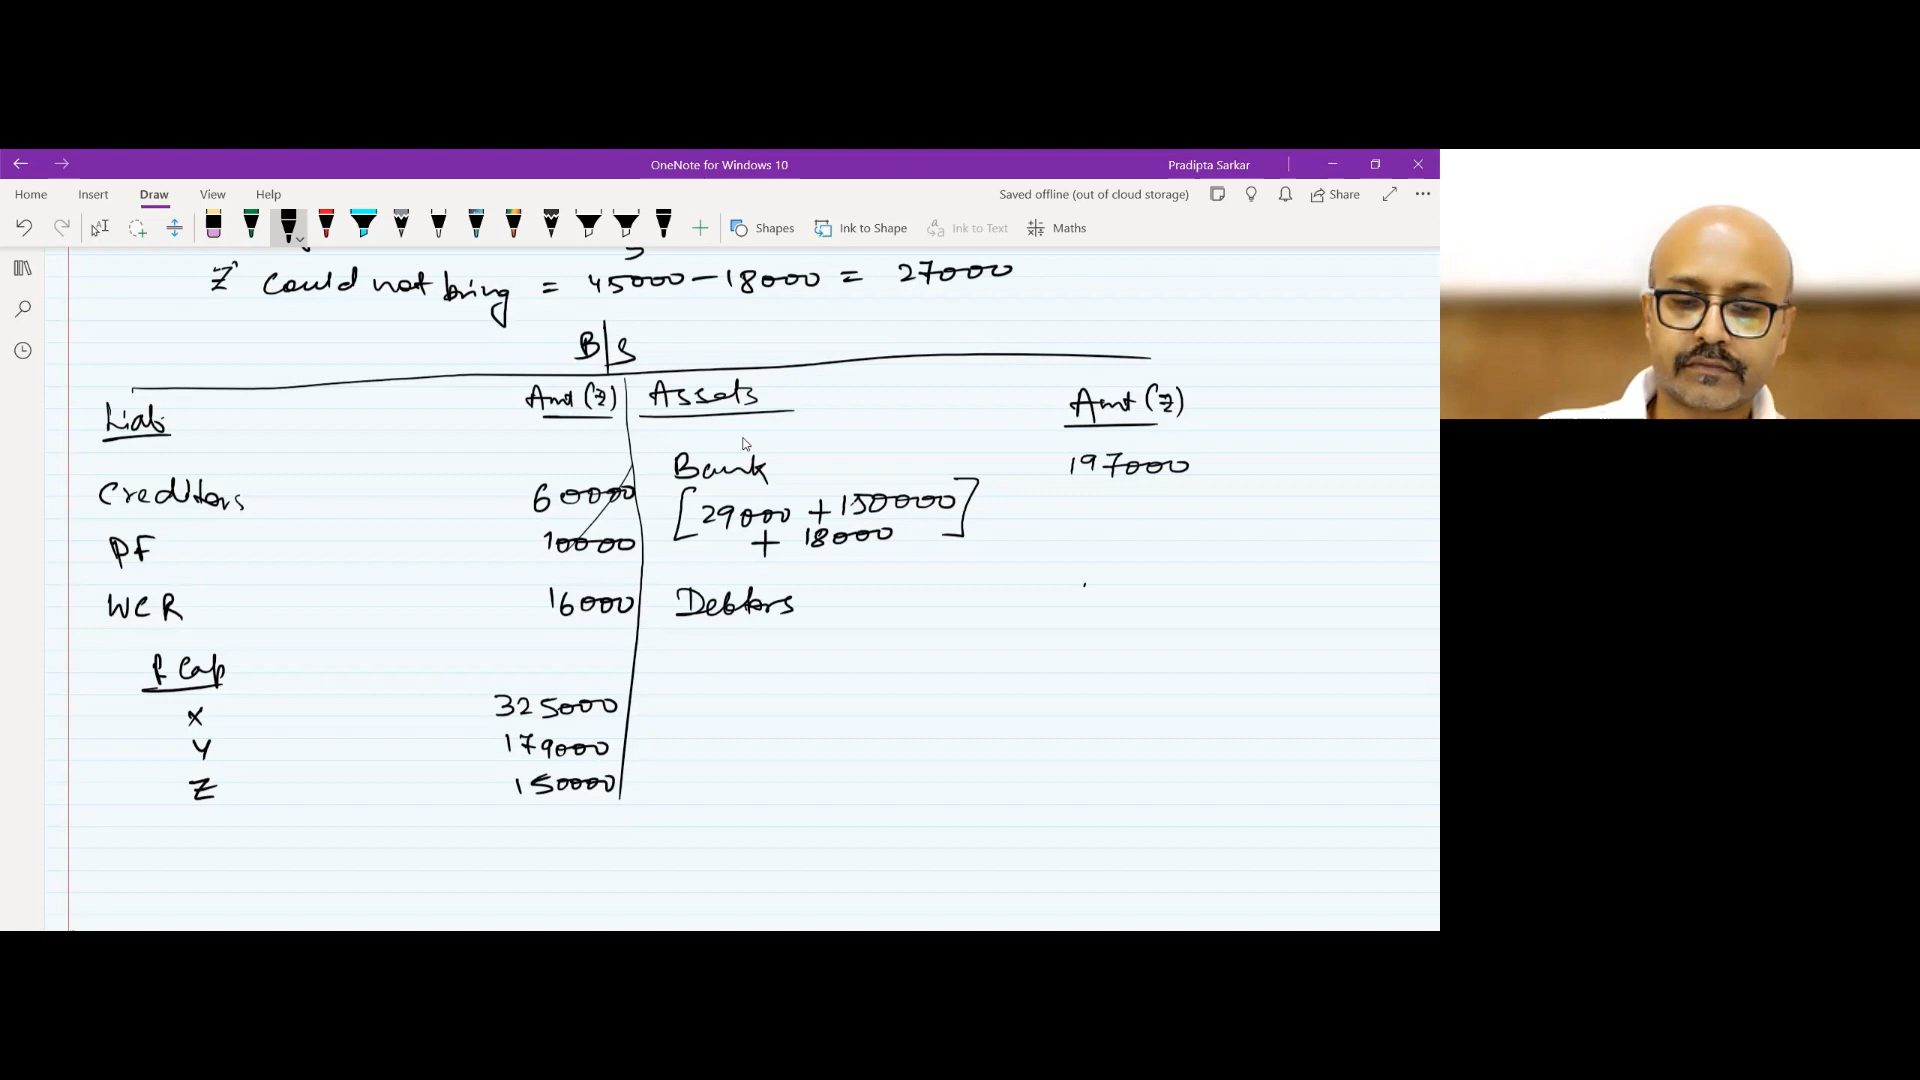 OneNote for Windows 10
Pradipta Sarkar
Home Insert Draw View Help
Saved offline (out of cloud storage)
Share
Shapes
Ink to Shape
Ink to Text
Maths
Z' could not bring = 45000 - 18000 = 27000
B/S
Liab Amt (₹) Assets Amt (₹)
Bank 197000
Creditors 60000 [29000 + 150000
PF 10000 + 18000]
WCR 16000 Debtors
P Cap
X 325000
Y 179000
Z 150000